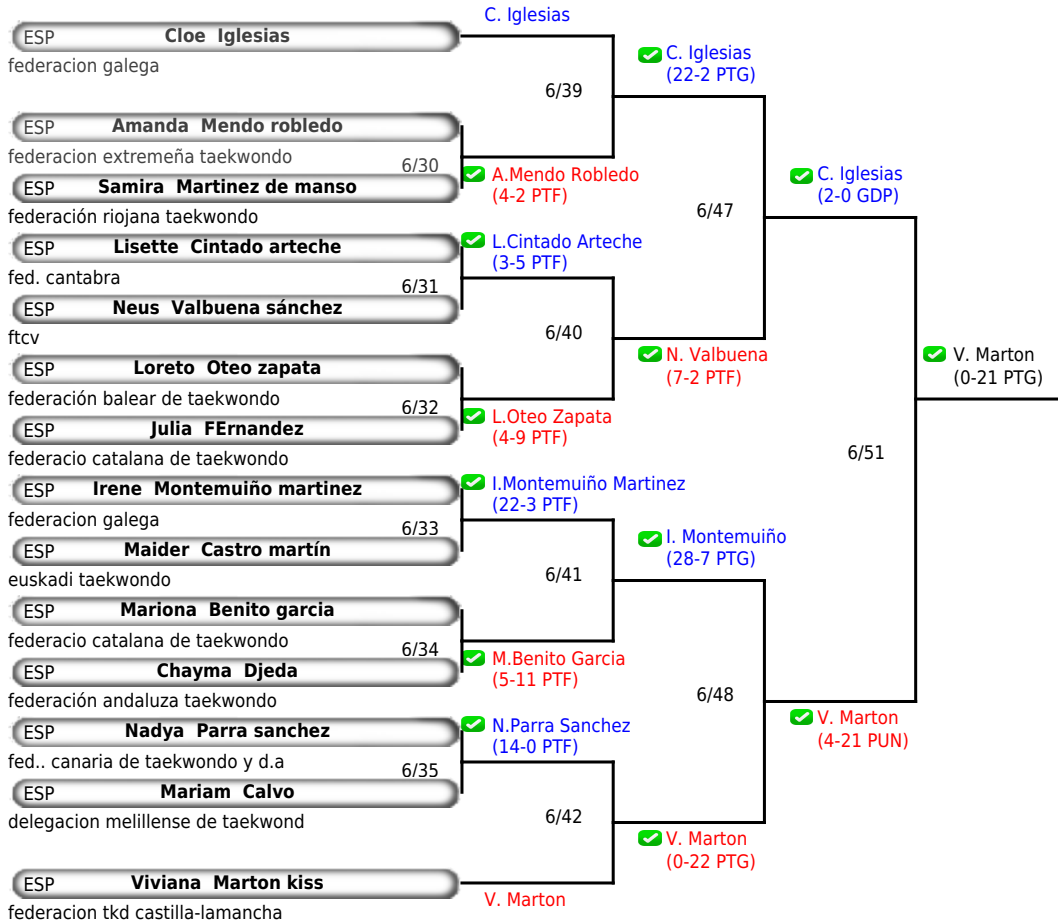 C. Iglesias
ESP Cloe Iglesias
federacion galega
C. Iglesias
(22-2 PTG)
6/39
ESP Amanda Mendo robledo
federacion extremeña taekwondo
6/30
A.Mendo Robledo
(4-2 PTF)
ESP Samira Martinez de manso
federación riojana taekwondo
C. Iglesias
(2-0 GDP)
6/47
ESP Lisette Cintado arteche
fed. cantabra
L.Cintado Arteche
(3-5 PTF)
6/31
ESP Neus Valbuena sánchez
ftcv
6/40
N. Valbuena
(7-2 PTF)
ESP Loreto Oteo zapata
federación balear de taekwondo
6/32
L.Oteo Zapata
(4-9 PTF)
ESP Julia FErnandez
federacio catalana de taekwondo
V. Marton
(0-21 PTG)
6/51
ESP Irene Montemuiño martinez
federacion galega
I.Montemuiño Martinez
(22-3 PTF)
6/33
ESP Maider Castro martín
euskadi taekwondo
I. Montemuiño
(28-7 PTG)
6/41
ESP Mariona Benito garcia
federacio catalana de taekwondo
6/34
M.Benito Garcia
(5-11 PTF)
ESP Chayma Djeda
federación andaluza taekwondo
6/48
V. Marton
(4-21 PUN)
ESP Nadya Parra sanchez
fed.. canaria de taekwondo y d.a
N.Parra Sanchez
(14-0 PTF)
6/35
ESP Mariam Calvo
delegacion melillense de taekwond
6/42
V. Marton
(0-22 PTG)
ESP Viviana Marton kiss
federacion tkd castilla-lamancha
V. Marton